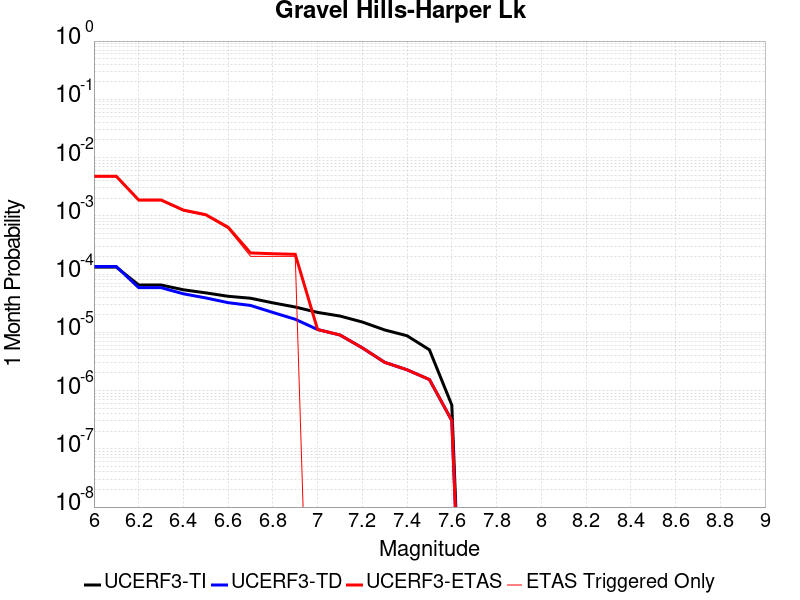 Gravel Hills-Harper Lk
1 Month Probability
10^0
10^-1
10^-2
10^-3
10^-4
10^-5
10^-6
10^-7
10^-8
6 6.2 6.4 6.6 6.8 7 7.2 7.4 7.6 7.8 8 8.2 8.4 8.6 8.8 9
Magnitude
UCERF3-TI UCERF3-TD UCERF3-ETAS ETAS Triggered Only